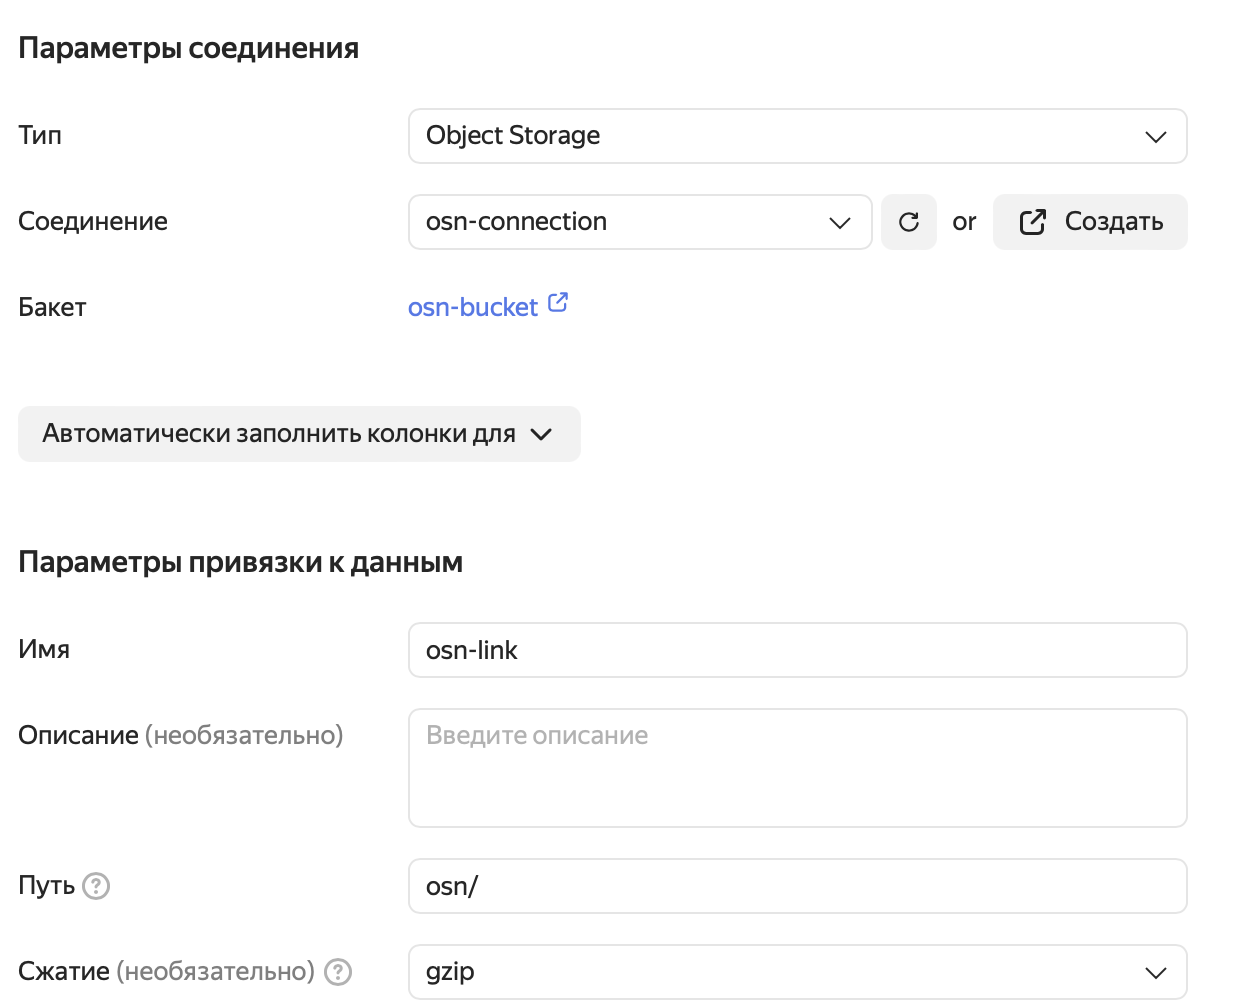 Параметры соединения
Тип
Object Storage
Соединение
osn-connection
or
Создать
Бакет
osn-bucket
Автоматически заполнить колонки для
Параметры привязки к данным
Имя
osn-link
Описание (необязательно)
Введите описание
Путь ?
osn/
Сжатие (необязательно) ?
gzip